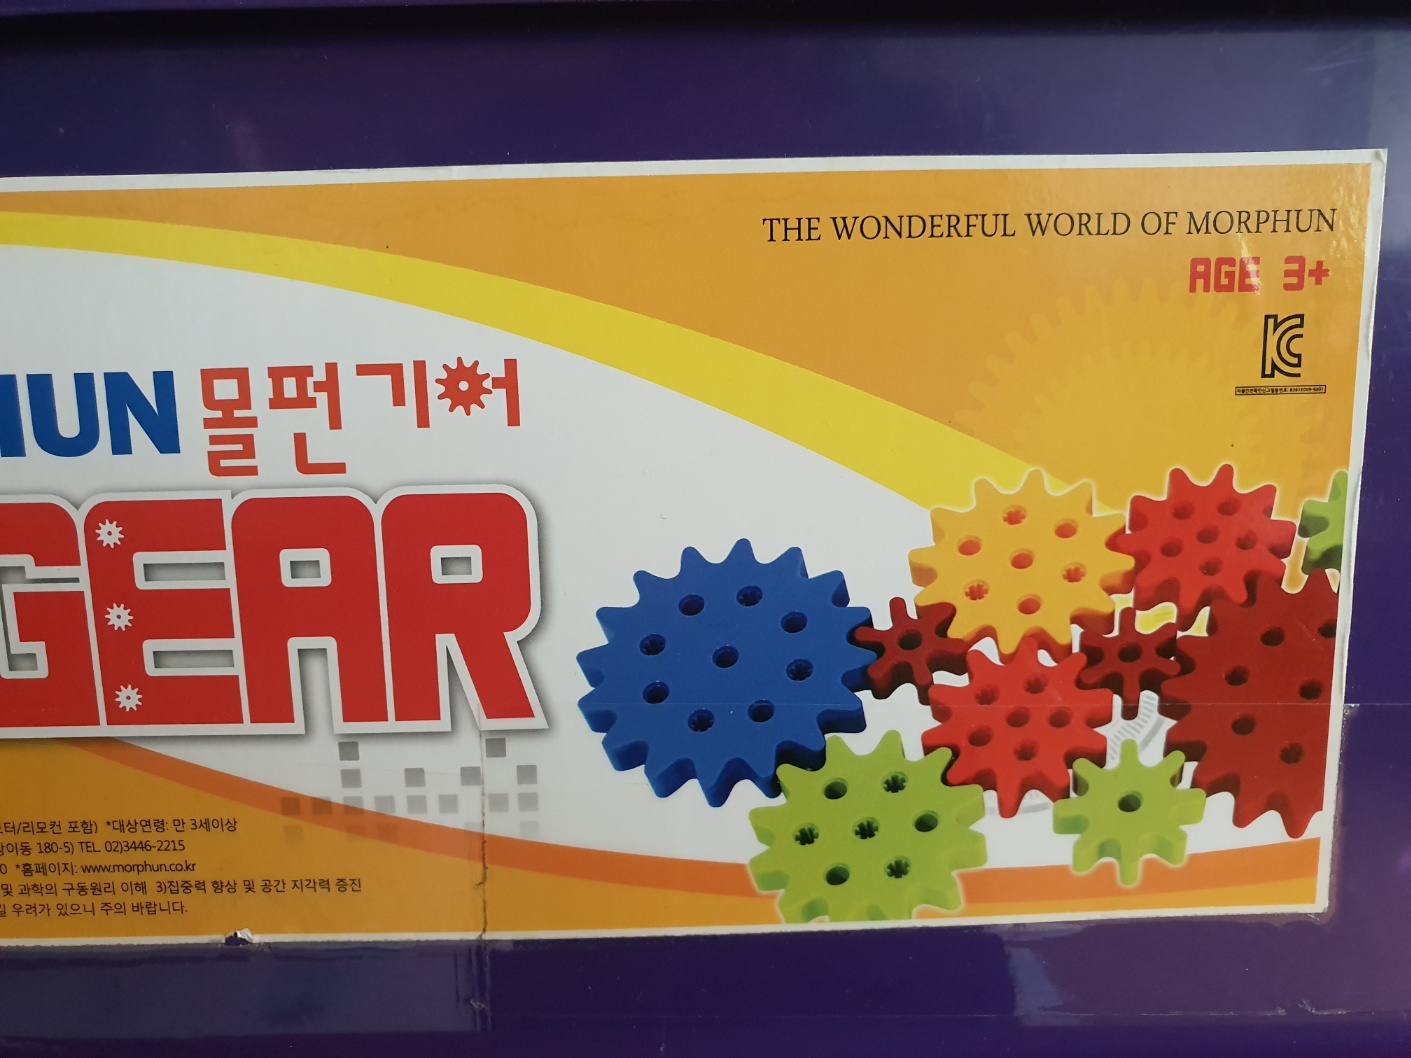 THE WONDERFUL WORLD OF MORPHUN
AGE 3+
KC
HUN 몰펀기어
GEAR
터/리모컨 포함) *대상연령: 만 3세이상
이동 180-5) TEL 02)3446-2215
0 *홈페이지: www.morphun.co.kr
및 과학의 구동원리 이해 3)집중력 향상 및 공간 지각력 증진
길 우려가 있으니 주의 바랍니다.